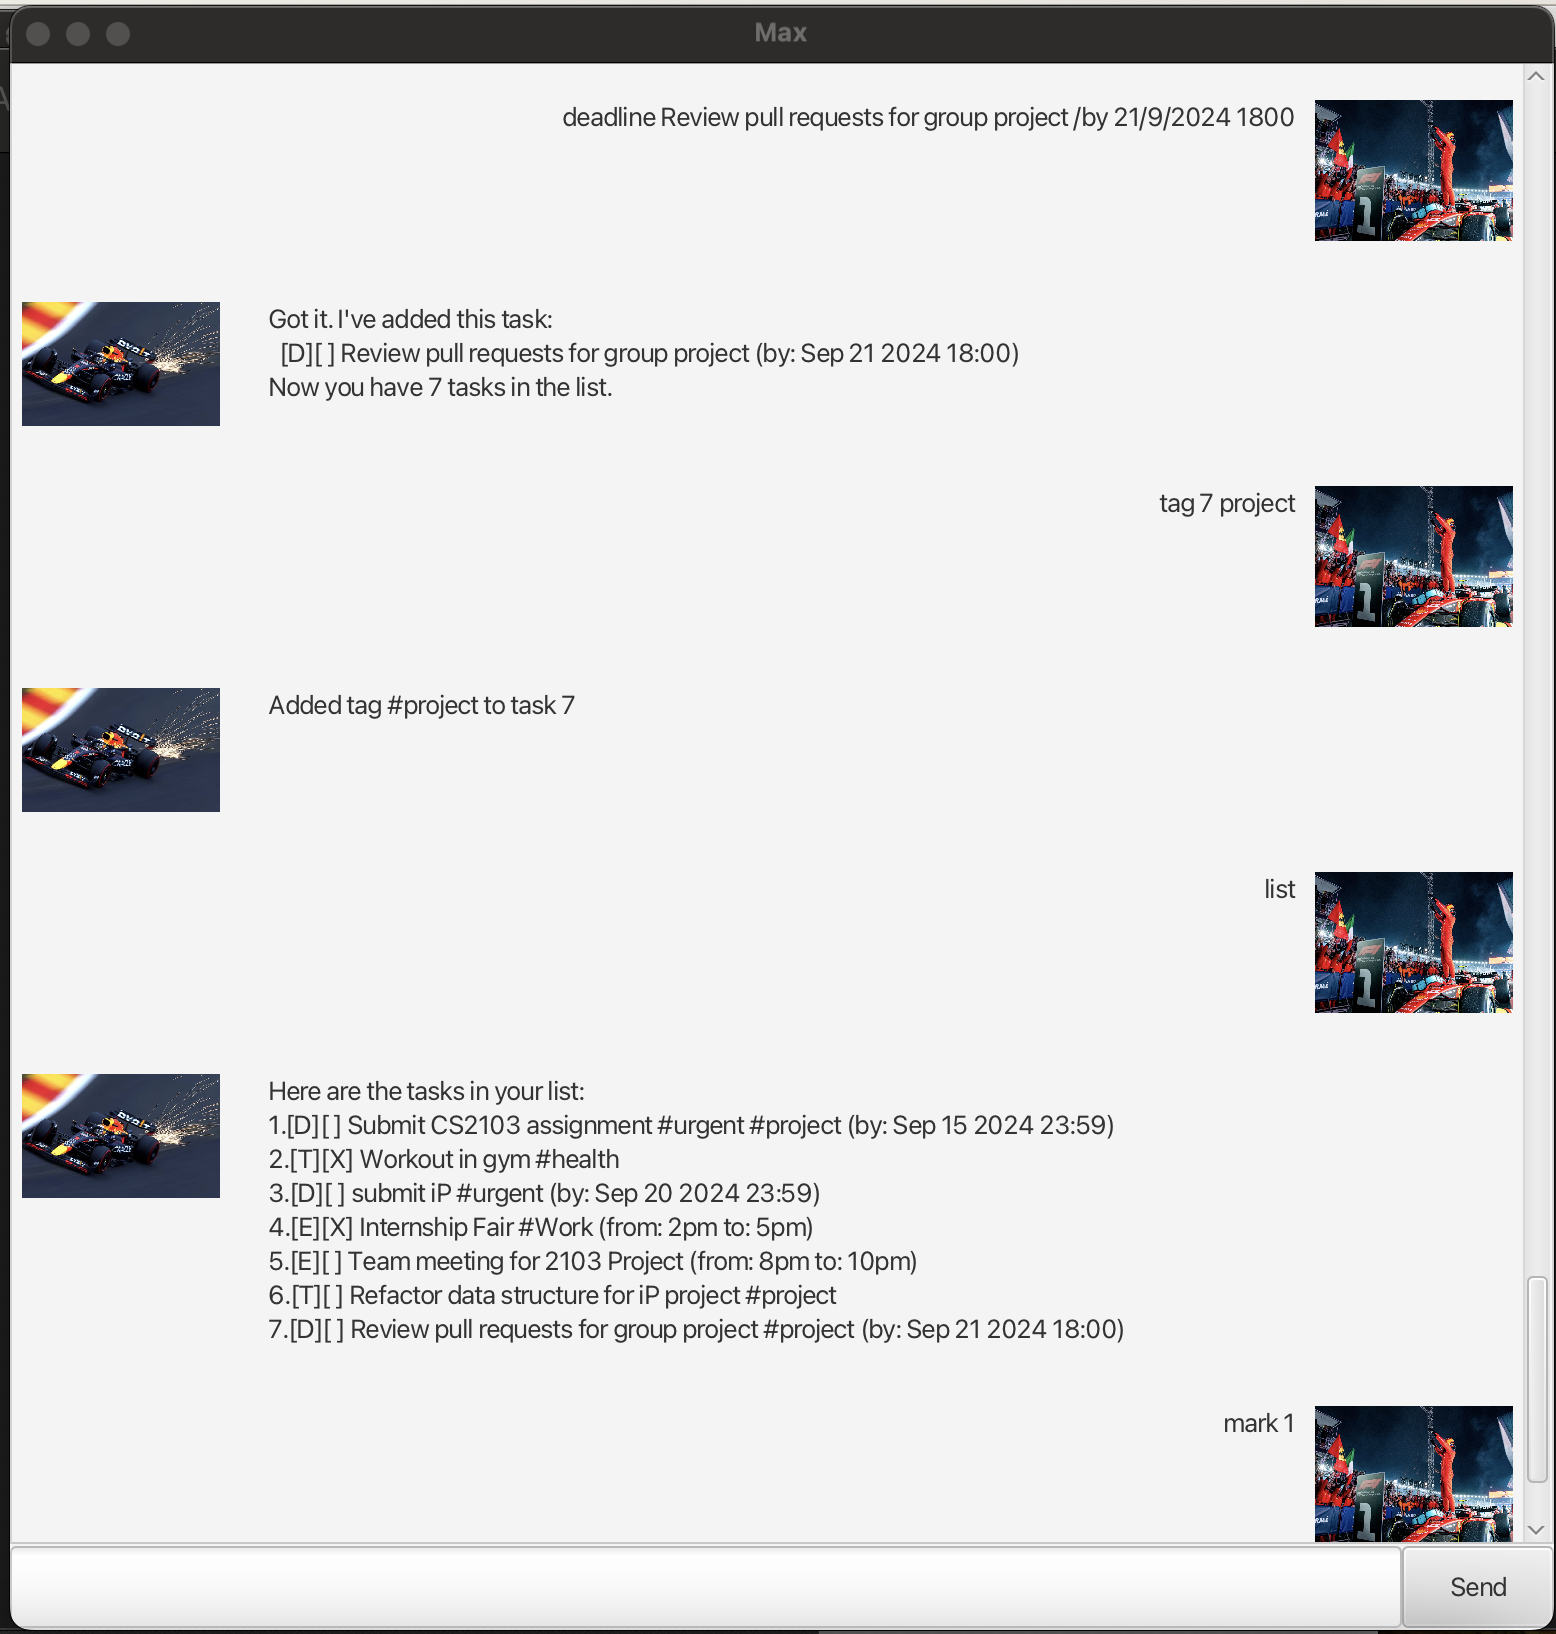 Max
deadline Review pull requests for group project /by 21/9/2024 1800
Got it. I've added this task:
[D][ ] Review pull requests for group project (by: Sep 21 2024 18:00)
Now you have 7 tasks in the list.
tag 7 project
Added tag #project to task 7
list
Here are the tasks in your list:
1.[D][ ] Submit CS2103 assignment #urgent #project (by: Sep 15 2024 23:59)
2.[T][X] Workout in gym #health
3.[D][ ] submit iP #urgent (by: Sep 20 2024 23:59)
4.[E][X] Internship Fair #Work (from: 2pm to: 5pm)
5.[E][ ] Team meeting for 2103 Project (from: 8pm to: 10pm)
6.[T][ ] Refactor data structure for iP project #project
7.[D][ ] Review pull requests for group project #project (by: Sep 21 2024 18:00)
mark 1
Send